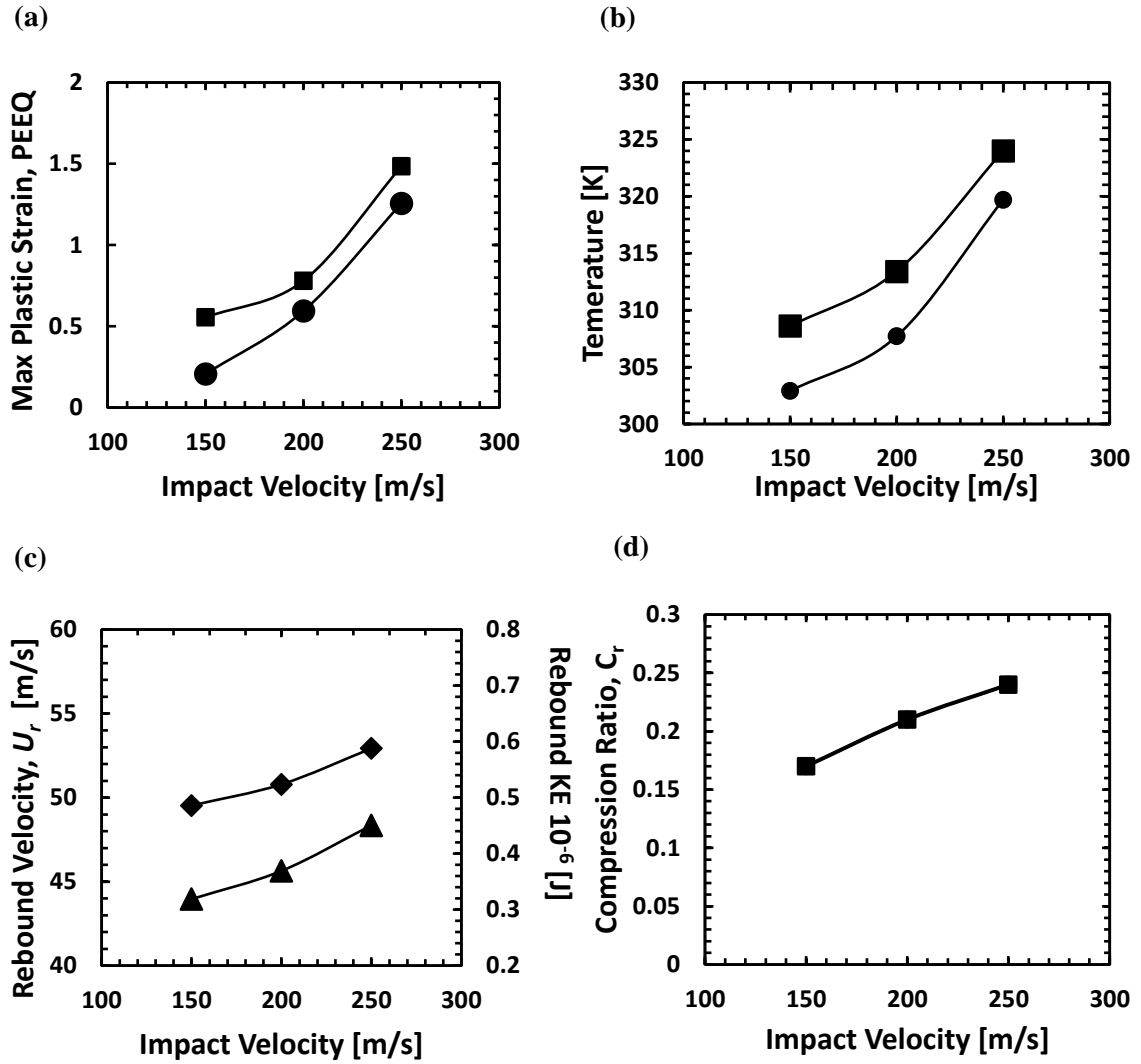 (a)
2
1.5
1
0.5
0
100 150 200 250 300
Max Plastic Strain, PEEQ
Impact Velocity [m/s]
(b)
330
325
320
315
310
305
300
100 150 200 250 300
Temerature [K]
Impact Velocity [m/s]
(c)
60
55
50
45
40
0.8
0.7
0.6
0.5
0.4
0.3
0.2
100 150 200 250 300
Rebound Velocity, Ur [m/s]
Rebound KE 10-6 [J]
Impact Velocity [m/s]
(d)
0.3
0.25
0.2
0.15
0.1
0.05
0
100 150 200 250 300
Compression Ratio, Cr
Impact Velocity [m/s]